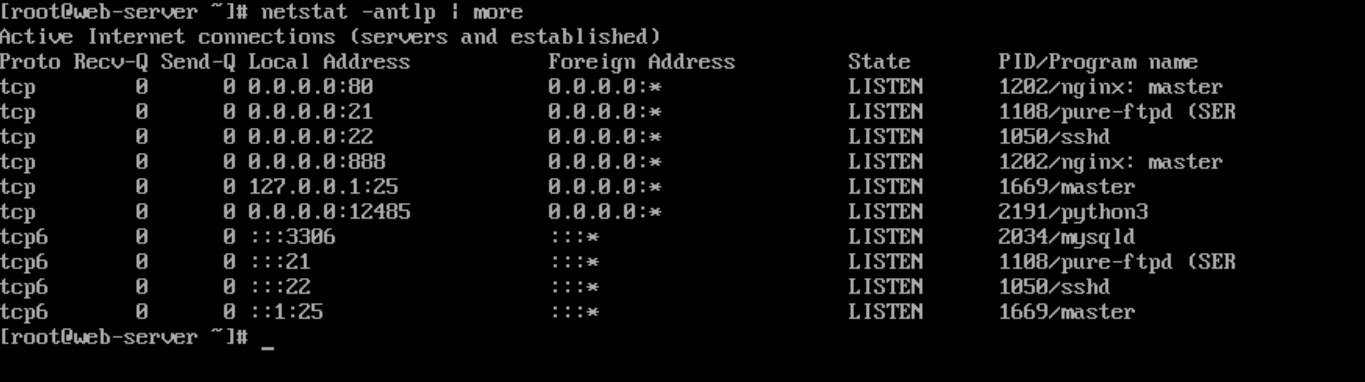 [root@web-server ~]# netstat -antlp | more
Active Internet connections (servers and established)
Proto Recv-Q Send-Q Local Address           Foreign Address         State       PID/Program name
tcp        0      0 0.0.0.0:80              0.0.0.0:*               LISTEN      1202/nginx: master
tcp        0      0 0.0.0.0:21              0.0.0.0:*               LISTEN      1108/pure-ftpd (SER
tcp        0      0 0.0.0.0:22              0.0.0.0:*               LISTEN      1050/sshd
tcp        0      0 0.0.0.0:888             0.0.0.0:*               LISTEN      1202/nginx: master
tcp        0      0 127.0.0.1:25            0.0.0.0:*               LISTEN      1669/master
tcp        0      0 0.0.0.0:12485           0.0.0.0:*               LISTEN      2191/python3
tcp6       0      0 :::3306                 :::*                    LISTEN      2034/mysqld
tcp6       0      0 :::21                   :::*                    LISTEN      1108/pure-ftpd (SER
tcp6       0      0 :::22                   :::*                    LISTEN      1050/sshd
tcp6       0      0 ::1:25                  :::*                    LISTEN      1669/master
[root@web-server ~]# _